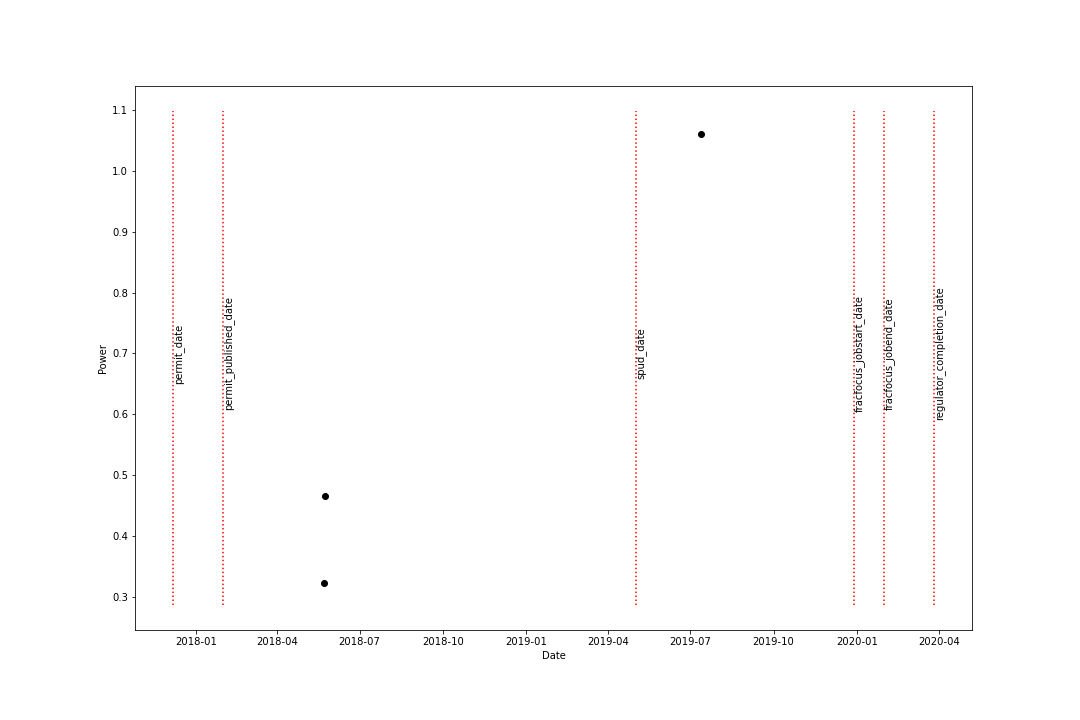 1.1
1.0
0.9
0.8
0.7
0.6
0.5
0.4
0.3
Power
permit_date
permit_published_date
spud_date
fracfocus_jobstart_date
fracfocus_jobend_date
regulator_completion_date
2018-01
2018-04
2018-07
2018-10
2019-01
2019-04
2019-07
2019-10
2020-01
2020-04
Date